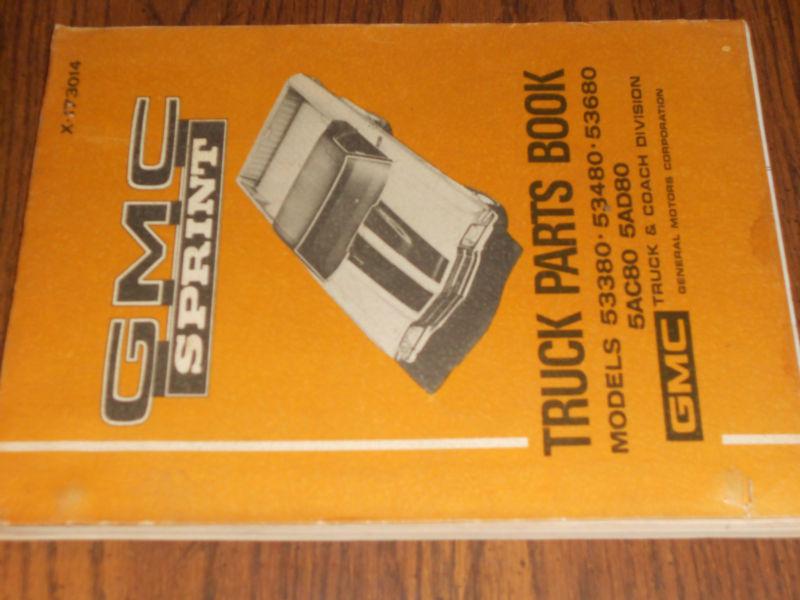 X-173014
GMC
SPRINT
TRUCK PARTS BOOK
MODELS 53380·53480·53680
5AC80 5AD80
GMC
TRUCK & COACH DIVISION
GENERAL MOTORS CORPORATION